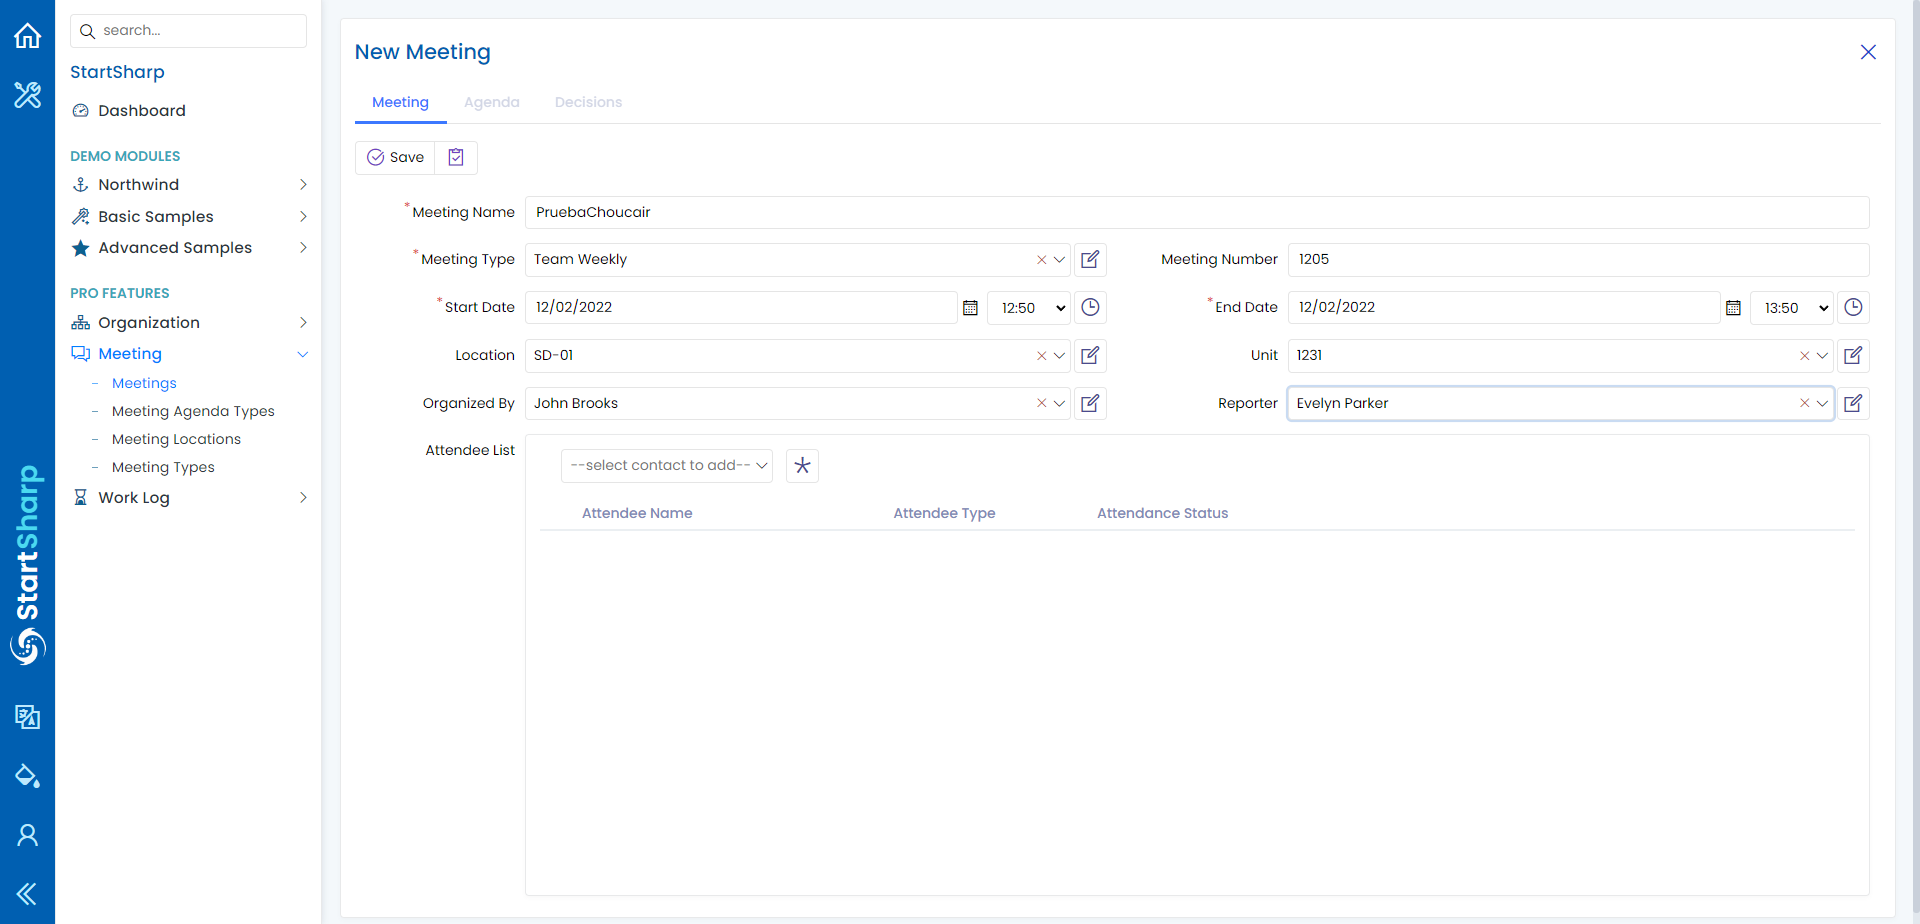 search...
StartSharp
Dashboard
DEMO MODULES
Northwind
Basic Samples
Advanced Samples
PRO FEATURES
Organization
Meeting
- Meetings
- Meeting Agenda Types
- Meeting Locations
- Meeting Types
Work Log
StartSharp
New Meeting
Meeting Agenda Decisions
Save
*Meeting Name PruebaChoucair
*Meeting Type Team Weekly Meeting Number 1205
*Start Date 12/02/2022 12:50 *End Date 12/02/2022 13:50
Location SD-01 Unit 1231
Organized By John Brooks Reporter Evelyn Parker
Attendee List
--select contact to add--
Attendee Name Attendee Type Attendance Status